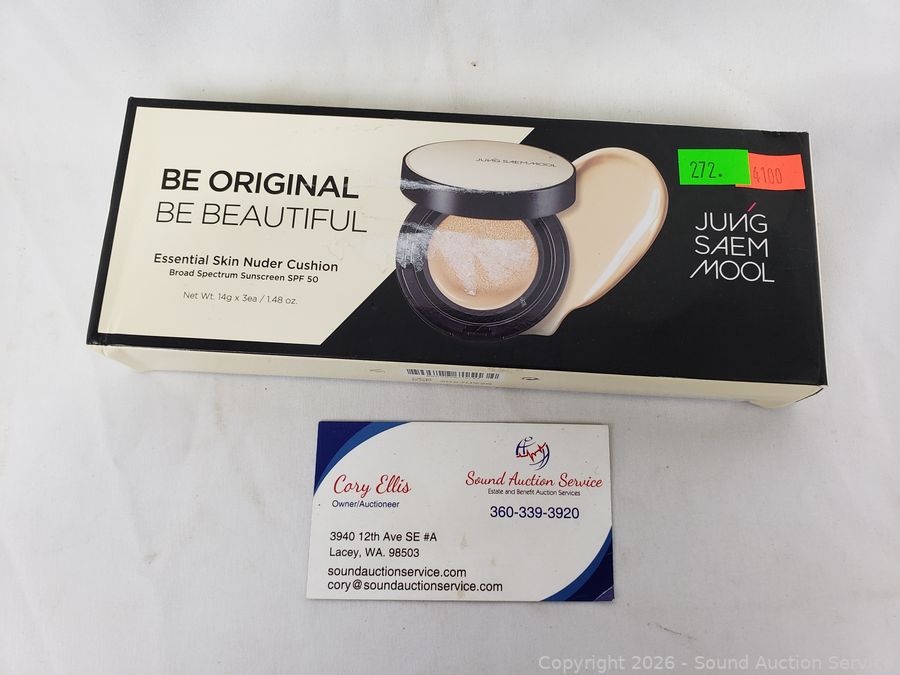 BE ORIGINAL
BE BEAUTIFUL
Essential Skin Nuder Cushion
Broad Spectrum Sunscreen SPF 50
Net Wt. 14g x 3ea / 1.48 oz.
JUNG SAEM MOOL
272.
4100
JUNG
SAEM
MOOL
Cory Ellis
Owner/Auctioneer
Sound Auction Service
Estate and Benefit Auction Services
360-339-3920
3940 12th Ave SE #A
Lacey, WA. 98503
soundauctionservice.com
cory@soundauctionservice.com
Copyright 2026 - Sound Auction Service